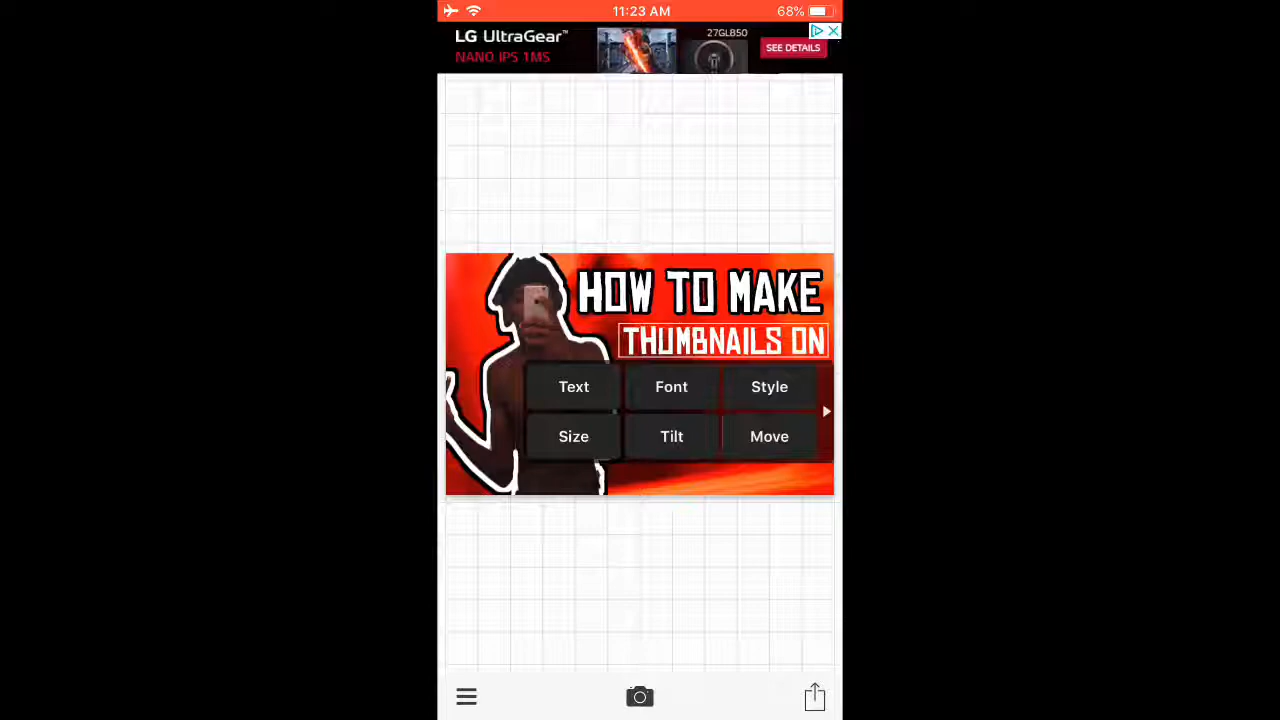 11:23 AM
68%
LG UltraGear™
NANO IPS 1MS
27GL850
SEE DETAILS
HOW TO MAKE
THUMBNAILS ON
Text
Font
Style
Size
Tilt
Move